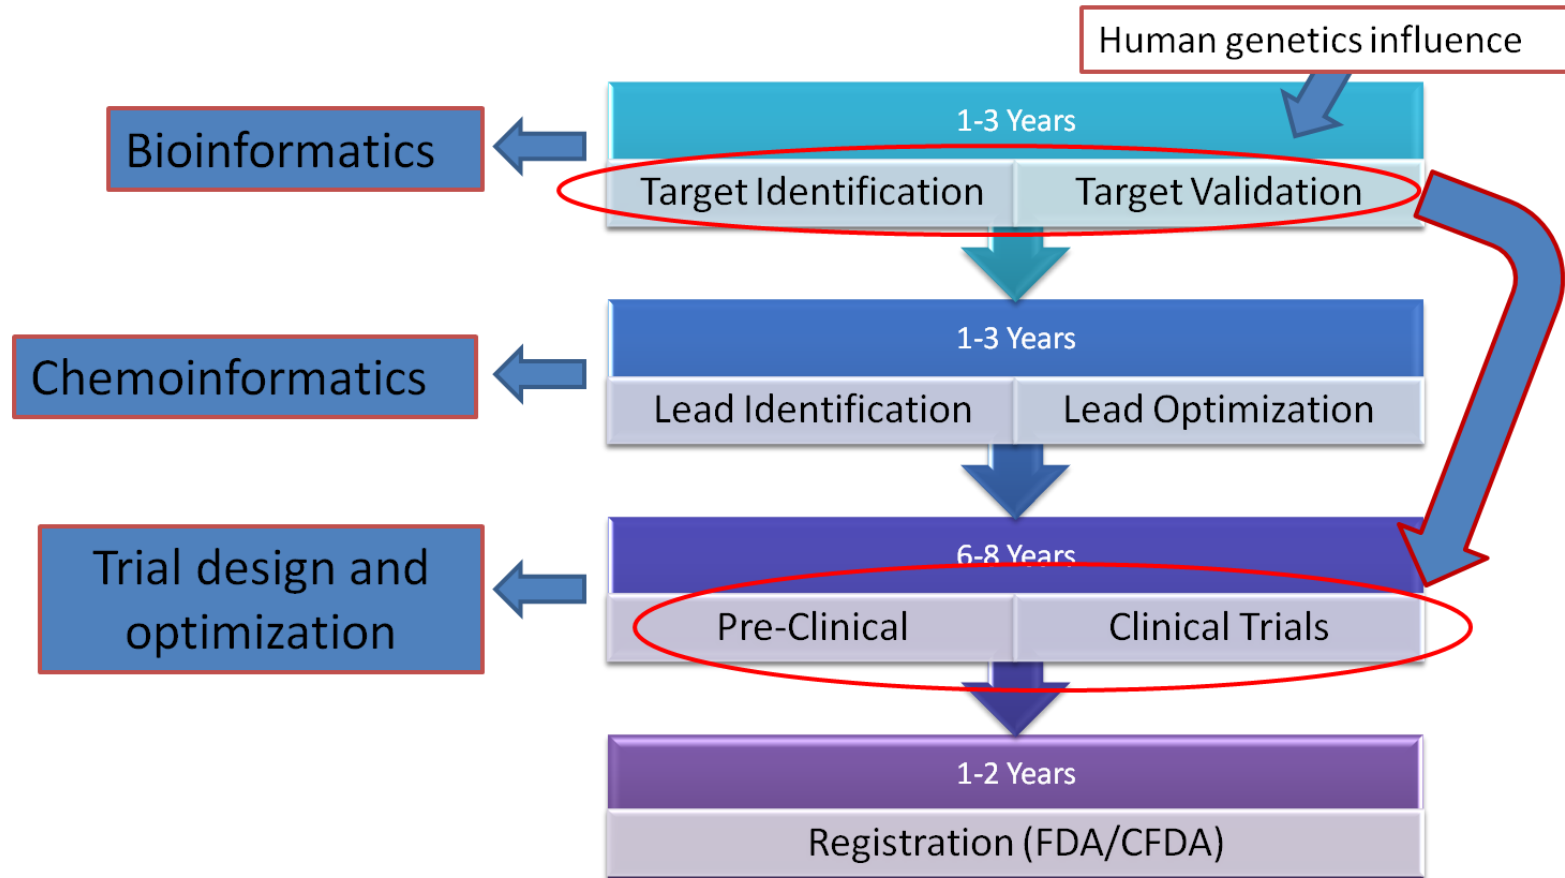 Human genetics influence
1-3 Years
Bioinformatics
Target Identification
Target Validation
1-3 Years
Chemoinformatics
Lead Identification
Lead Optimization
6-8 Years
Trial design and
optimization
Pre-Clinical
Clinical Trials
1-2 Years
Registration (FDA/CFDA)